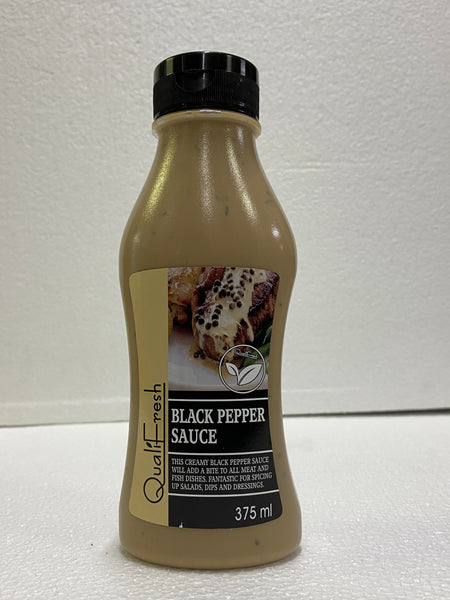 QualiFresh
BLACK PEPPER
SAUCE
THIS CREAMY BLACK PEPPER SAUCE
WILL ADD A BITE TO ALL MEAT AND
FISH DISHES. FANTASTIC FOR SPICING
UP SALADS, DIPS AND DRESSINGS.
375 ml